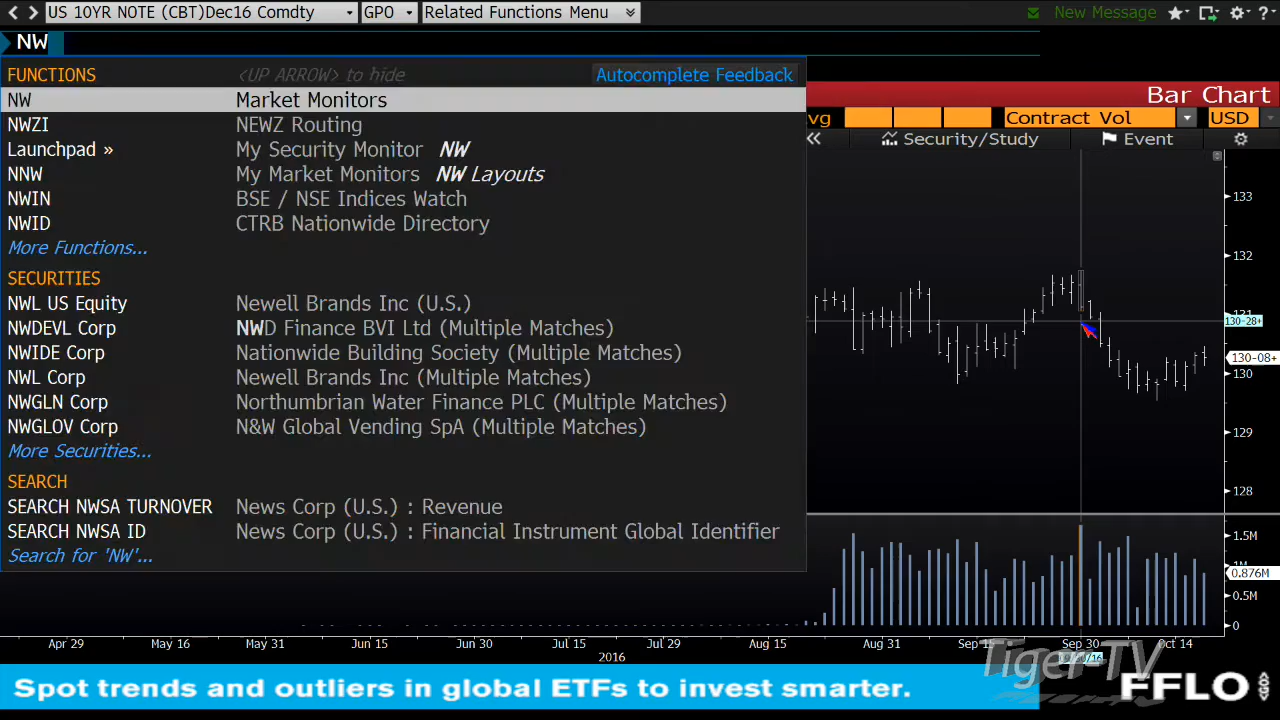 US 10YR NOTE (CBT)Dec16 Comdty GPO Related Functions Menu New Message
NW
FUNCTIONS <UP ARROW> to hide Autocomplete Feedback
NW Market Monitors
NWZI NEWZ Routing
Launchpad » My Security Monitor NW
NNW My Market Monitors NW Layouts
NWIN BSE / NSE Indices Watch
NWID CTRB Nationwide Directory
More Functions...
SECURITIES
NWL US Equity Newell Brands Inc (U.S.)
NWDEVL Corp NWD Finance BVI Ltd (Multiple Matches)
NWIDE Corp Nationwide Building Society (Multiple Matches)
NWL Corp Newell Brands Inc (Multiple Matches)
NWGLN Corp Northumbrian Water Finance PLC (Multiple Matches)
NWGLOV Corp N&W Global Vending SpA (Multiple Matches)
More Securities...
SEARCH
SEARCH NWSA TURNOVER News Corp (U.S.) : Revenue
SEARCH NWSA ID News Corp (U.S.) : Financial Instrument Global Identifier
Search for 'NW'...
Bar Chart
vg Contract Vol USD
« Security/Study Event
133
132
130-28+
130-08+
130
129
128
1.5M
1M
0.876M
0.5M
0
Apr 29 May 16 May 31 Jun 15 Jun 30 Jul 15 Jul 29 Aug 15 Aug 31 Sep 15 Sep 30 Oct 14
2016
Tiger-TV
Spot trends and outliers in global ETFs to invest smarter.
FFLO